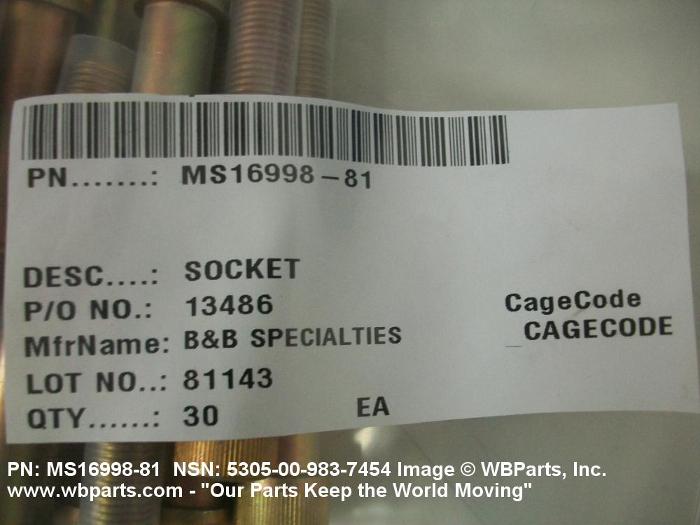 PN.......: MS16998-81
DESC....: SOCKET
P/O NO.: 13486
CageCode
MfrName: B&B SPECIALTIES
_CAGECODE
LOT NO..: 81143
QTY......: 30 EA
PN: MS16998-81 NSN: 5305-00-983-7454 Image © WBParts, Inc.
www.wbparts.com - "Our Parts Keep the World Moving"